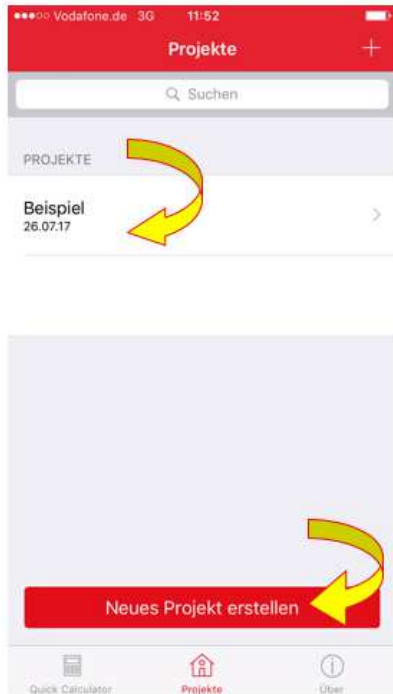 Vodafone.de 3G 11:52
Projekte
Suchen
PROJEKTE
Beispiel
26.07.17
Neues Projekt erstellen
Quick Calculator Projekte Über